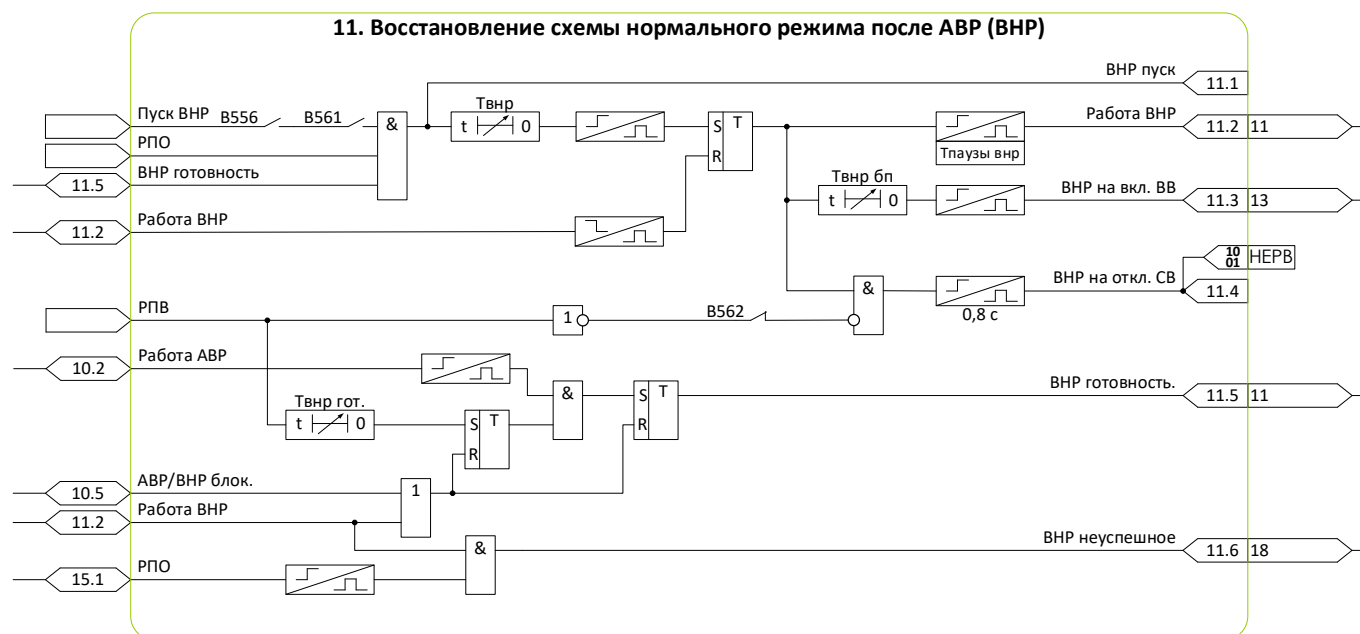 11. Восстановление схемы нормального режима после АВР (ВНР)
ВНР пуск
11.1
Пуск ВНР
В556
В561
&
Твнр
t
0
S
T
R
Работа ВНР
11.2
11
Тпаузы внр
РПО
11.5
ВНР готовность
Твнр бп
t
0
ВНР на вкл. ВВ
11.3
13
11.2
Работа ВНР
10
01
НЕРВ
ВНР на откл. СВ
11.4
&
0,8 с
РПВ
1
В562
10.2
Работа АВР
&
S
T
R
ВНР готовность.
11.5
11
Твнр гот.
t
0
S
T
R
10.5
АВР/ВНР блок.
1
11.2
Работа ВНР
&
ВНР неуспешное
11.6
18
15.1
РПО